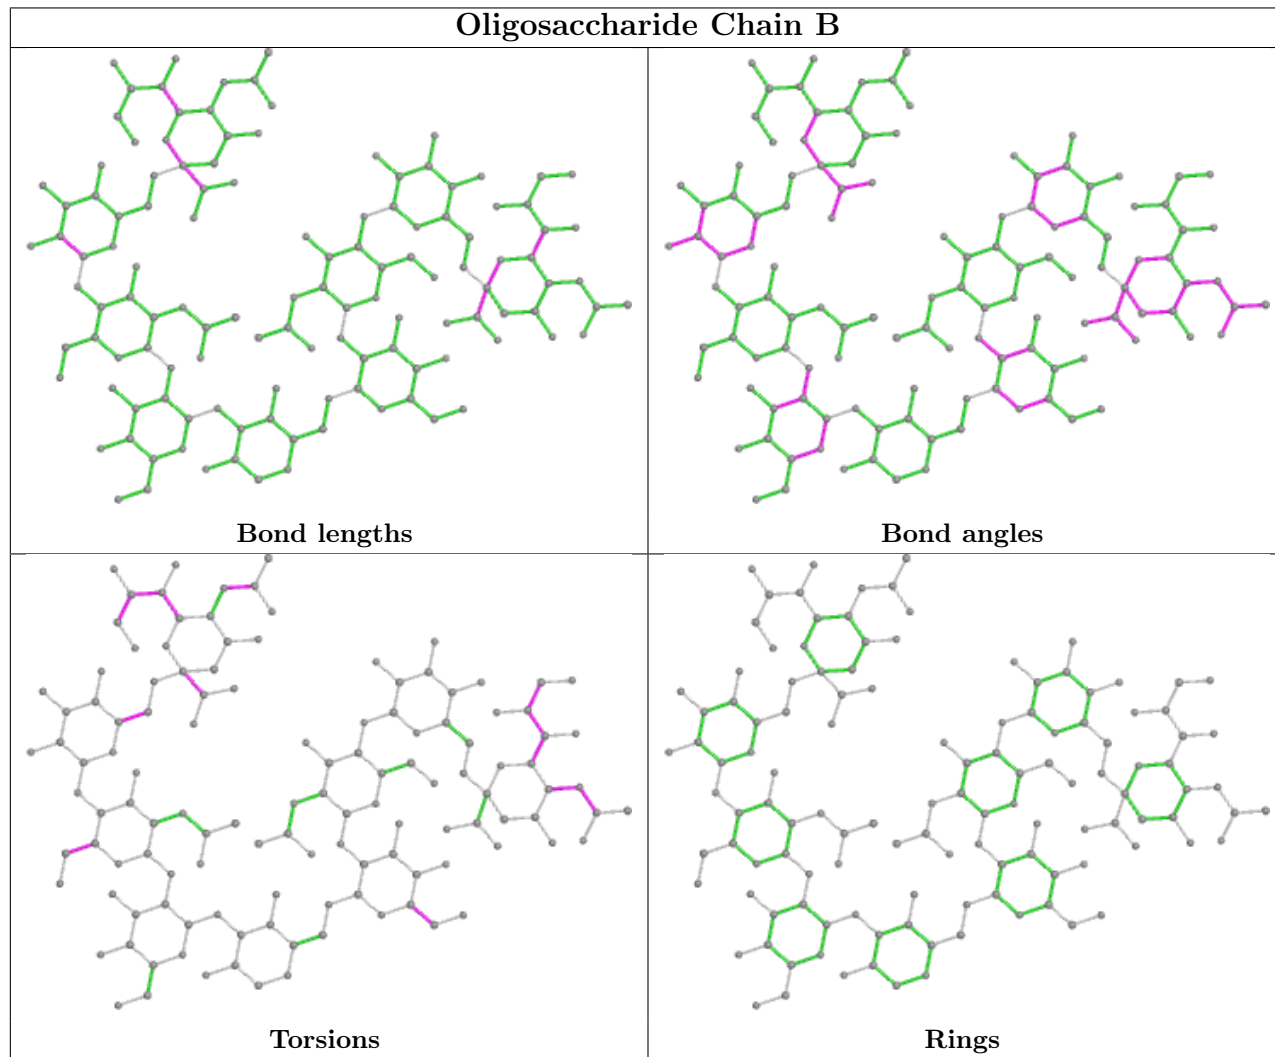 Oligosaccharide Chain B
Bond lengths
Bond angles
Torsions
Rings